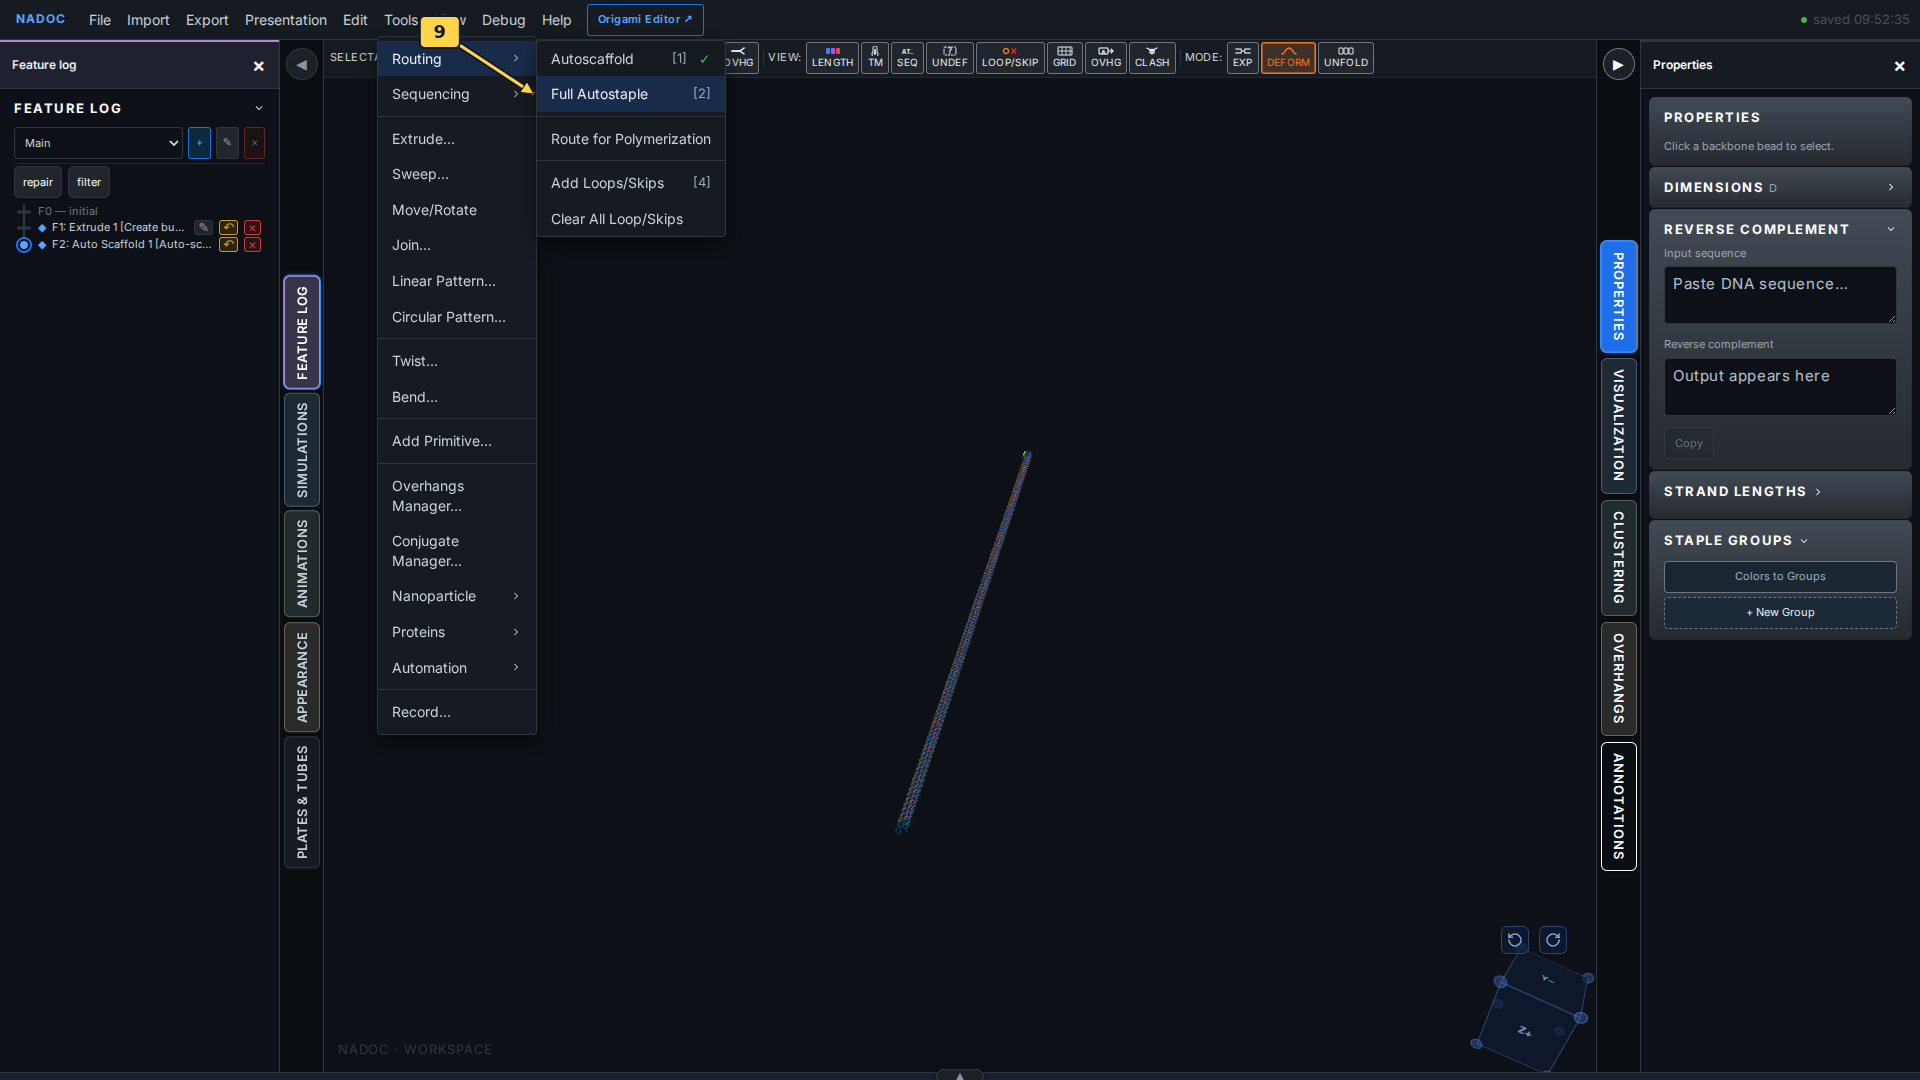 NADOC File Import Export Presentation Edit Tools Debug Help Origami Editor ↗ saved 09:52:35
9
Feature log ×
FEATURE LOG
Main
+
repair filter
F0 — initial
F1: Extrude 1 [Create bu...
F2: Auto Scaffold 1 [Auto-sc...
FEATURE LOG
SIMULATIONS
ANIMATIONS
APPEARANCE
PLATES & TUBES
Routing
Sequencing
Extrude...
Sweep...
Move/Rotate
Join...
Linear Pattern...
Circular Pattern...
Twist...
Bend...
Add Primitive...
Overhangs
Manager...
Conjugate
Manager...
Nanoparticle
Proteins
Automation
Record...
Autoscaffold [1] ✓
Full Autostaple [2]
Route for Polymerization
Add Loops/Skips [4]
Clear All Loop/Skips
OVHG VIEW: LENGTH TM SEQ UNDEF LOOP/SKIP GRID OVHG CLASH MODE: EXP DEFORM UNFOLD
NADOC · WORKSPACE
Y...
Z+
PROPERTIES
VISUALIZATION
CLUSTERING
OVERHANGS
ANNOTATIONS
Properties ×
PROPERTIES
Click a backbone bead to select.
DIMENSIONS D
REVERSE COMPLEMENT
Input sequence
Paste DNA sequence...
Reverse complement
Output appears here
Copy
STRAND LENGTHS
STAPLE GROUPS
Colors to Groups
+ New Group